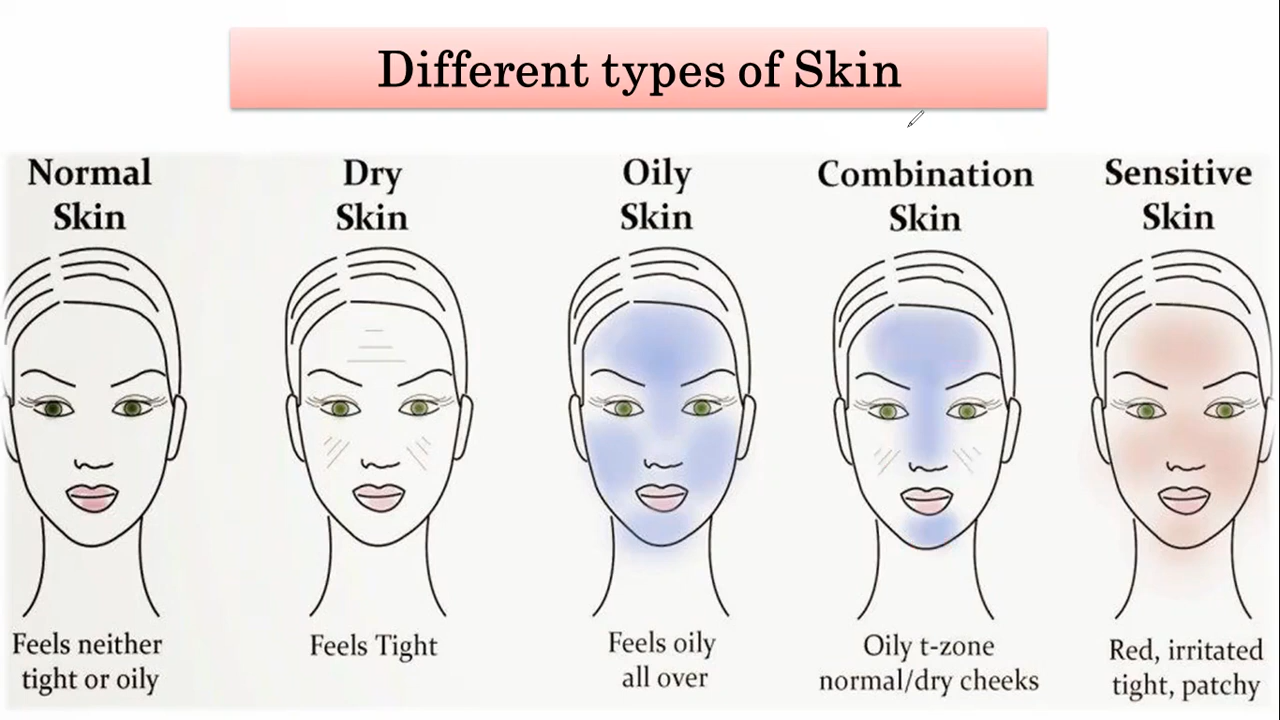 Different types of Skin
Normal
Skin
Dry
Skin
Oily
Skin
Combination
Skin
Sensitive
Skin
Feels neither
tight or oily
Feels Tight
Feels oily
all over
Oily t-zone
normal/dry cheeks
Red, irritated
tight, patchy